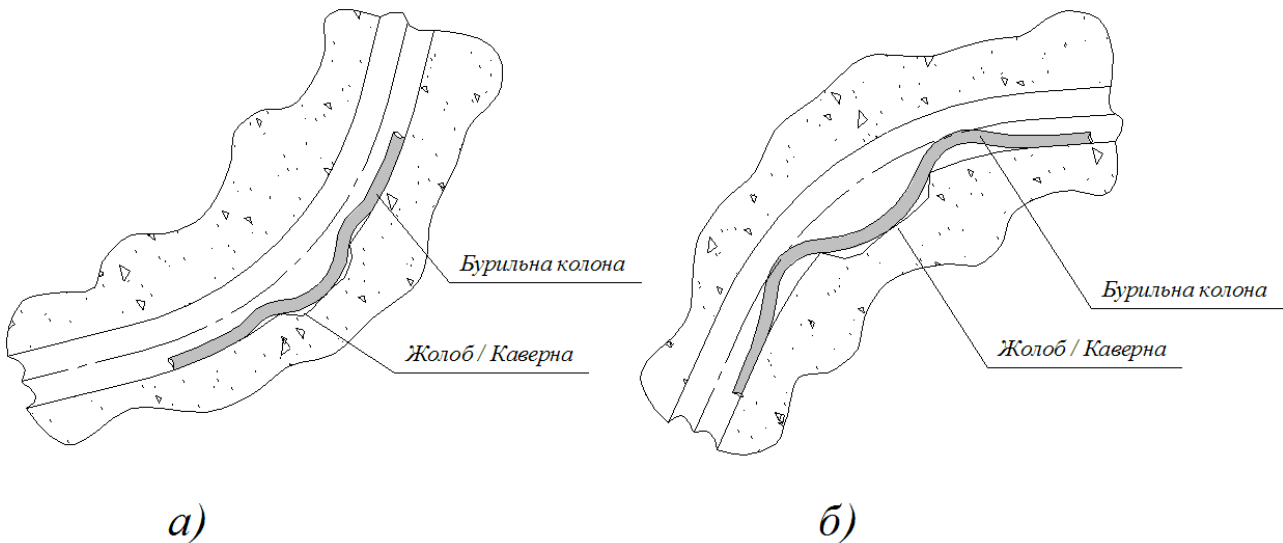 Бурильна колона
Жолоб / Каверна
Бурильна колона
Жолоб / Каверна
а)
б)